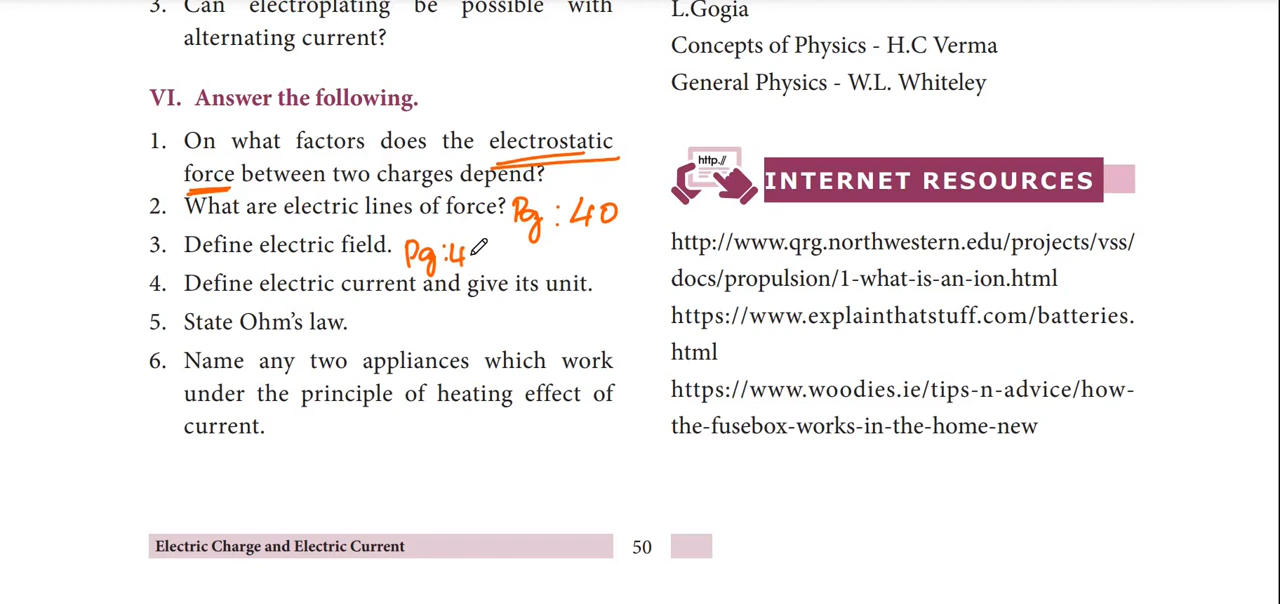 3. Can electroplating be possible with
alternating current?
VI. Answer the following.
1. On what factors does the electrostatic
force between two charges depend?
2. What are electric lines of force? Pg : 40
3. Define electric field. Pg : 4
4. Define electric current and give its unit.
5. State Ohm’s law.
6. Name any two appliances which work
under the principle of heating effect of
current.
L.Gogia
Concepts of Physics - H.C Verma
General Physics - W.L. Whiteley
http://
INTERNET RESOURCES
http://www.qrg.northwestern.edu/projects/vss/
docs/propulsion/1-what-is-an-ion.html
https://www.explainthatstuff.com/batteries.
html
https://www.woodies.ie/tips-n-advice/how-
the-fusebox-works-in-the-home-new
Electric Charge and Electric Current
50